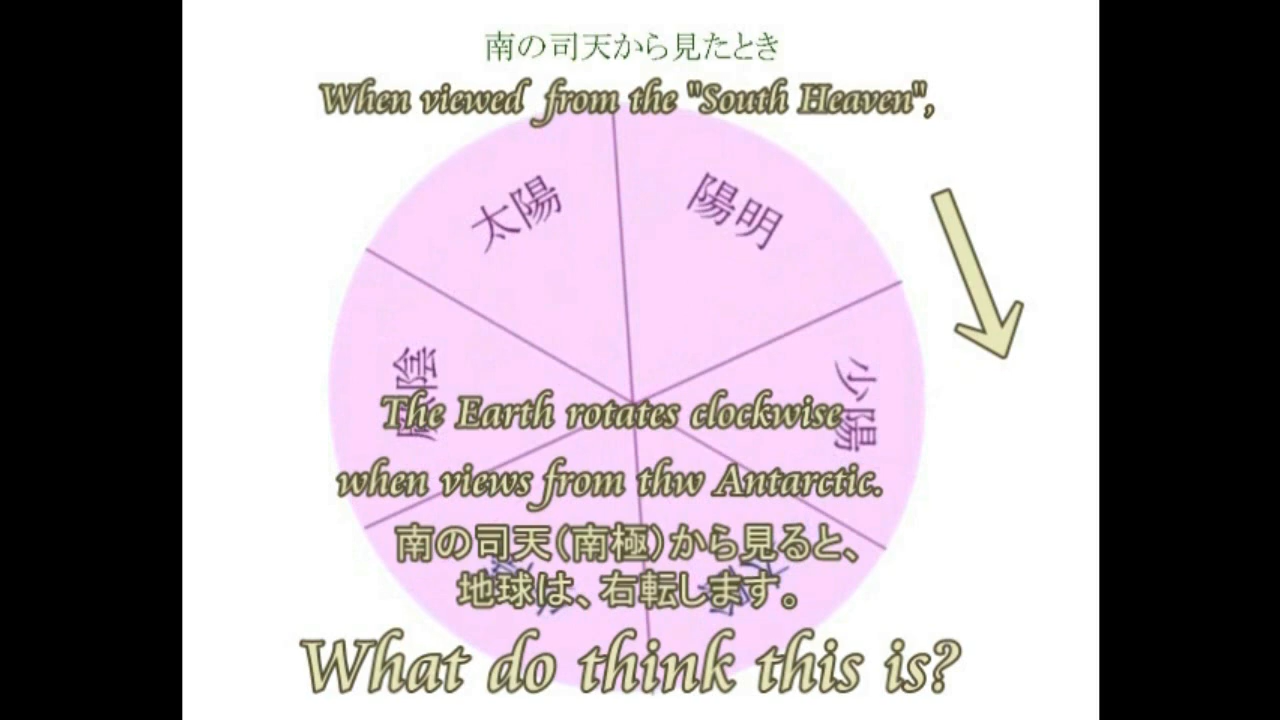 南の司天から見たとき
When viewed from the "South Heaven",
太陽
陽明
少陽
The Earth rotates clockwise
when views from thw Antarctic.
南の司天(南極)から見ると、
地球は、右転します。
What do think this is?